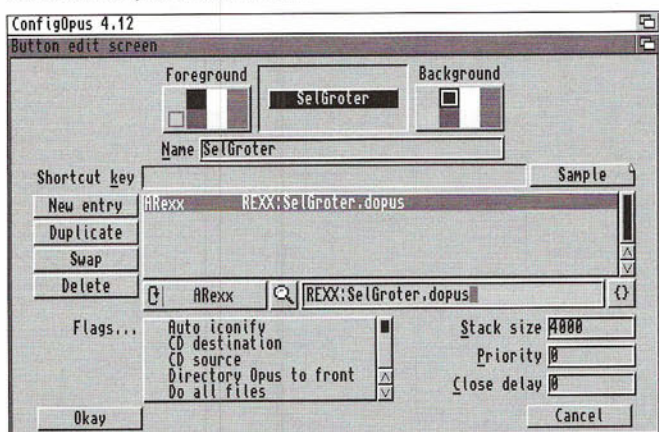 ConfigOpus 4.12
Button edit screen
Foreground
SelGroter
Background
Name SelGroter
Shortcut key
Sample
New entry
ARexx REXX:SelGroter.dopus
Duplicate
Swap
Delete
ARexx
REXX:SelGroter.dopus
{}
Flags...
Auto iconify
CD destination
CD source
Directory Opus to front
Do all files
Stack size 4000
Priority 0
Close delay 0
Okay
Cancel